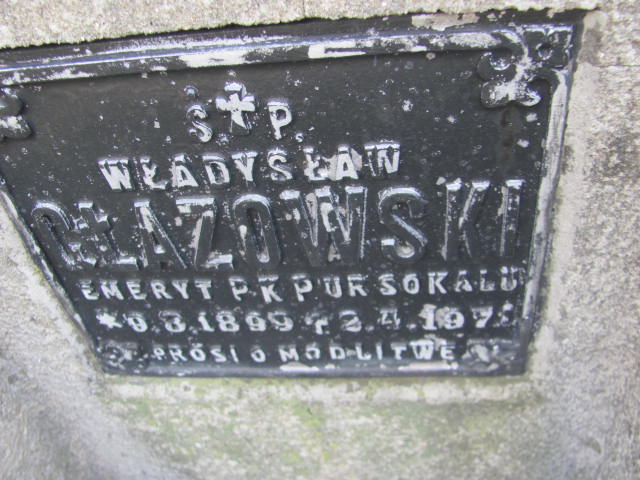 Ś✝P.
WŁADYSŁAW
GŁAZOWSKI
EMERYT P.K.P UR SOKALU
PROSI O MODLITWĘ